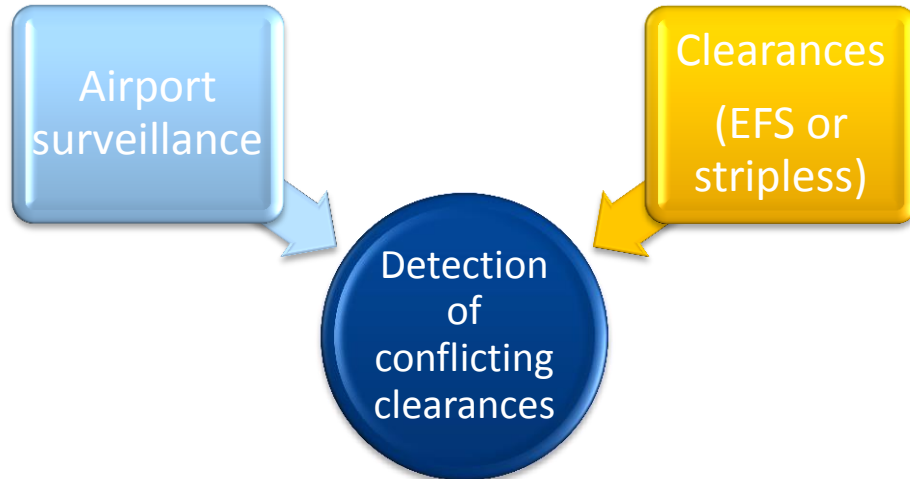 Airport
surveillance
Clearances
(EFS or
stripless)
Detection
of
conflicting
clearances